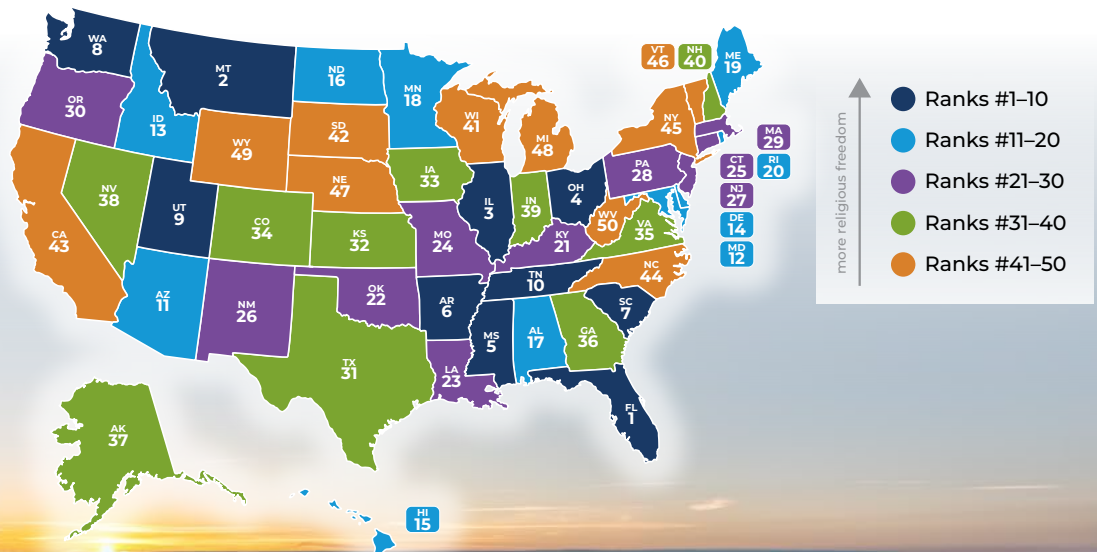 WA
8
MT
2
ND
16
MN
18
VT
46
NH
40
ME
19
OR
30
ID
13
WY
49
SD
42
WI
41
MI
48
NY
45
MA
29
CT
25
RI
20
NJ
27
DE
14
MD
12
NV
38
UT
9
CO
34
NE
47
IA
33
IL
3
IN
39
OH
4
PA
28
WV
50
VA
35
CA
43
KS
32
MO
24
KY
21
NC
44
TN
10
SC
7
AZ
11
NM
26
OK
22
AR
6
MS
5
AL
17
GA
36
TX
31
LA
23
FL
1
AK
37
HI
15
more religious freedom
Ranks #1–10
Ranks #11–20
Ranks #21–30
Ranks #31–40
Ranks #41–50